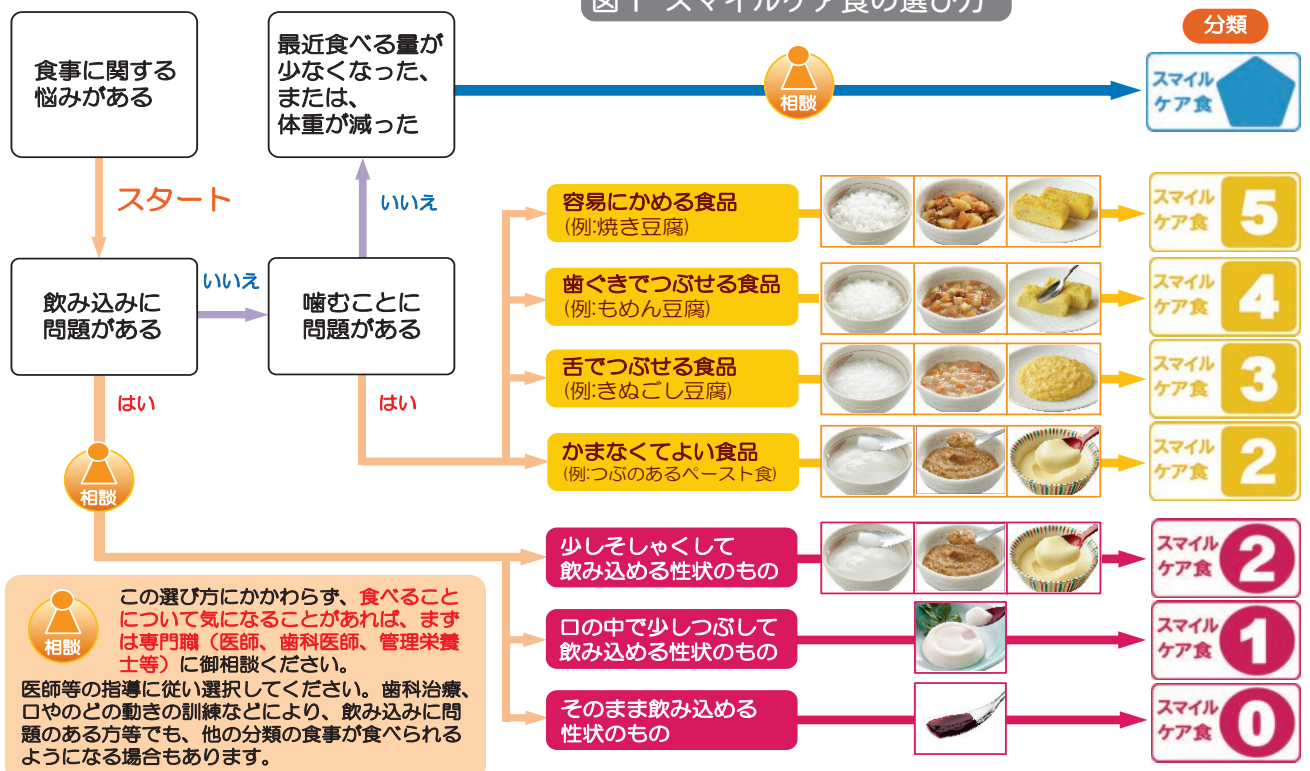 図1 スマイルケア食の選び方
分類
食事に関する
悩みがある
最近食べる量が
少なくなった、
または、
体重が減った
相談
スマイル
ケア食
スタート
いいえ
容易にかめる食品
(例:焼き豆腐)
スマイル
ケア食
5
飲み込みに
問題がある
いいえ
噛むことに
問題がある
歯ぐきでつぶせる食品
(例:もめん豆腐)
スマイル
ケア食
4
舌でつぶせる食品
(例:きぬごし豆腐)
スマイル
ケア食
3
はい
はい
かまなくてよい食品
(例:つぶのあるペースト食)
スマイル
ケア食
2
相談
少しそしゃくして
飲み込める性状のもの
スマイル
ケア食
2
口の中で少しつぶして
飲み込める性状のもの
スマイル
ケア食
1
そのまま飲み込める
性状のもの
スマイル
ケア食
0
相談
この選び方にかかわらず、食べること
について気になることがあれば、まず
は専門職（医師、歯科医師、管理栄養
士等）に御相談ください。
医師等の指導に従い選択してください。歯科治療、
口やのどの動きの訓練などにより、飲み込みに問
題のある方等でも、他の分類の食事が食べられる
ようになる場合もあります。